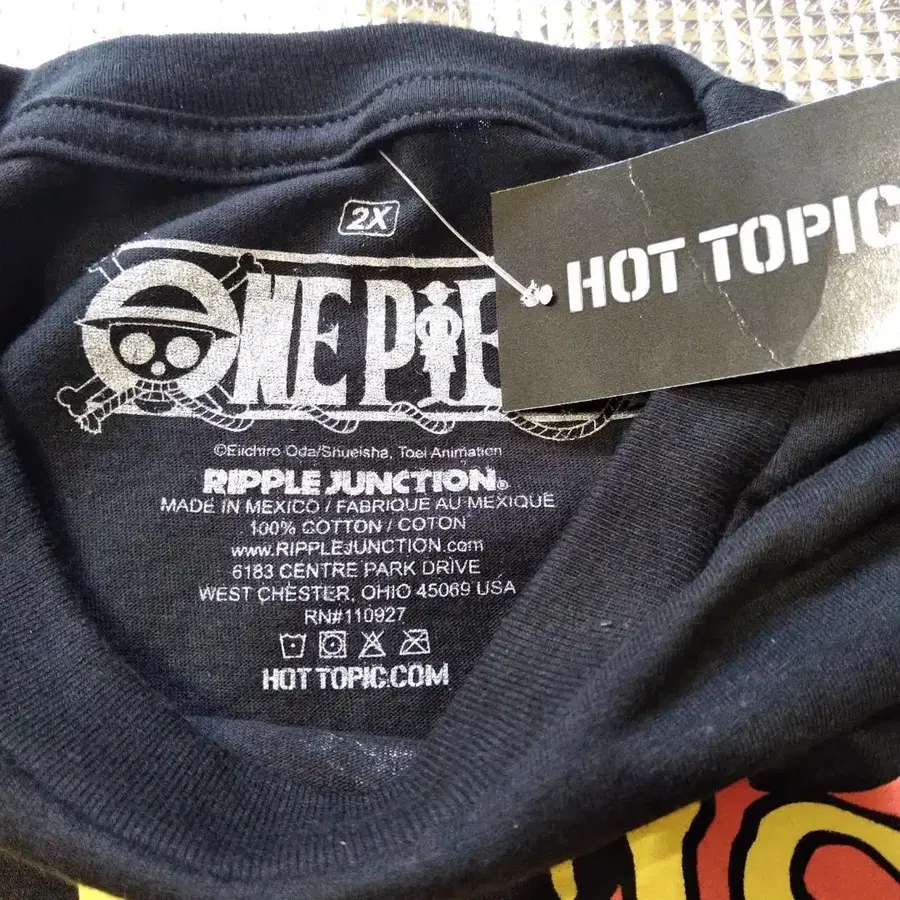 2X
ONE PIE
HOT TOPIC
©Eiichiro Oda/Shueisha, Toei Animation
RIPPLE JUNCTION®
MADE IN MEXICO / FABRIQUE AU MEXIQUE
100% COTTON / COTON
www.RIPPLEJUNCTION.com
6183 CENTRE PARK DRIVE
WEST CHESTER, OHIO 45069 USA
RN#110927
HOT TOPIC.COM